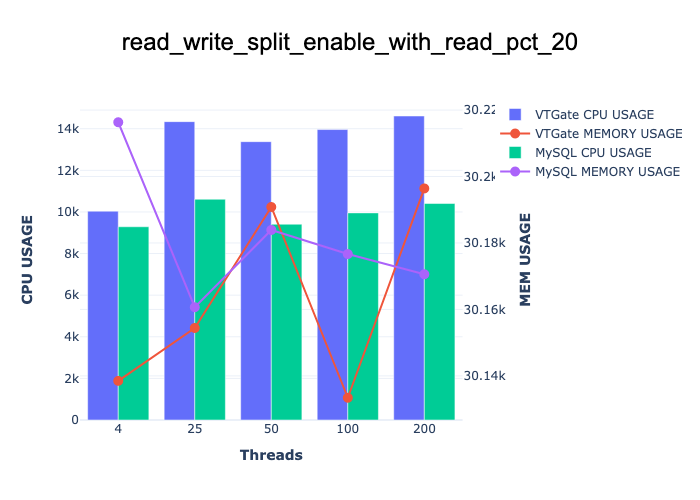 read_write_split_enable_with_read_pct_20
30.22
14k
12k
10k
8k
6k
4k
2k
0
30.2k
30.18k
30.16k
30.14k
VTGate CPU USAGE
VTGate MEMORY USAGE
MySQL CPU USAGE
MySQL MEMORY USAGE
CPU USAGE
MEM USAGE
4 25 50 100 200
Threads